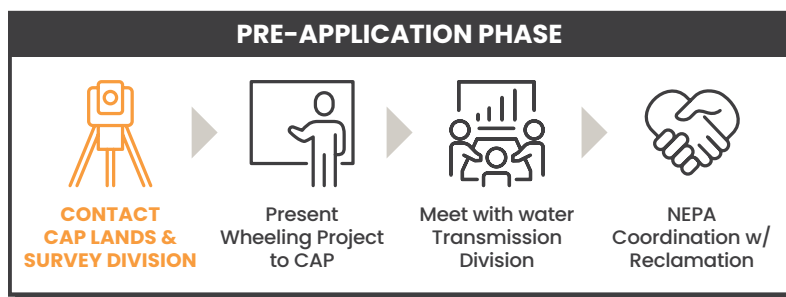 PRE-APPLICATION PHASE
CONTACT
CAP LANDS &
SURVEY DIVISION
Present
Wheeling Project
to CAP
Meet with water
Transmission
Division
NEPA
Coordination w/
Reclamation